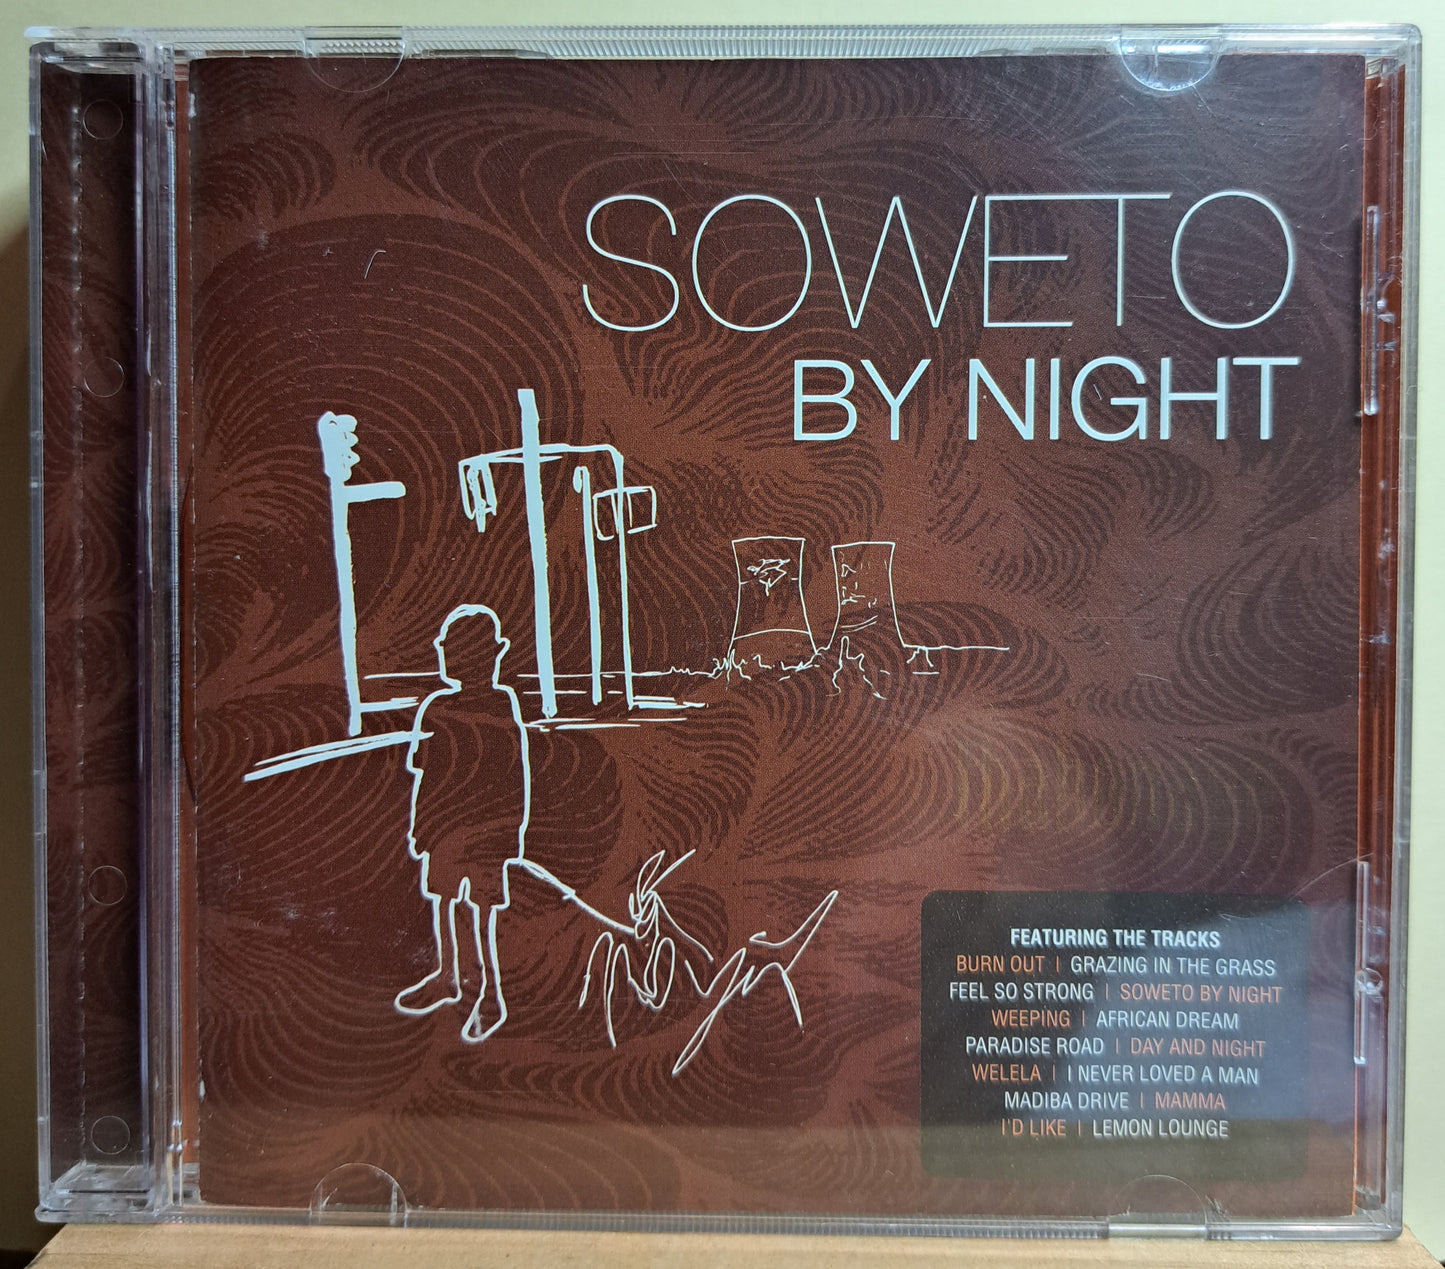 SOWETO
BY NIGHT
FEATURING THE TRACKS
BURN OUT | GRAZING IN THE GRASS
FEEL SO STRONG | SOWETO BY NIGHT
WEEPING | AFRICAN DREAM
PARADISE ROAD | DAY AND NIGHT
WELELA | I NEVER LOVED A MAN
MADIBA DRIVE | MAMMA
I'D LIKE | LEMON LOUNGE